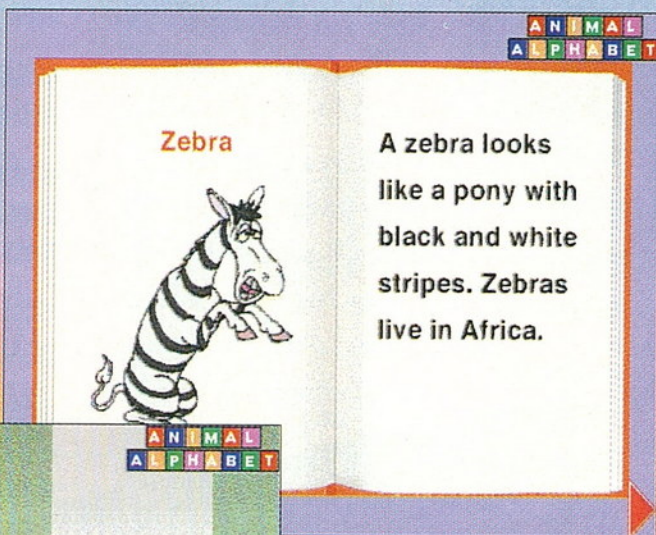 ANIMAL
ALPHABET
Zebra
A zebra looks
like a pony with
black and white
stripes. Zebras
live in Africa.
ANIMAL
ALPHABET